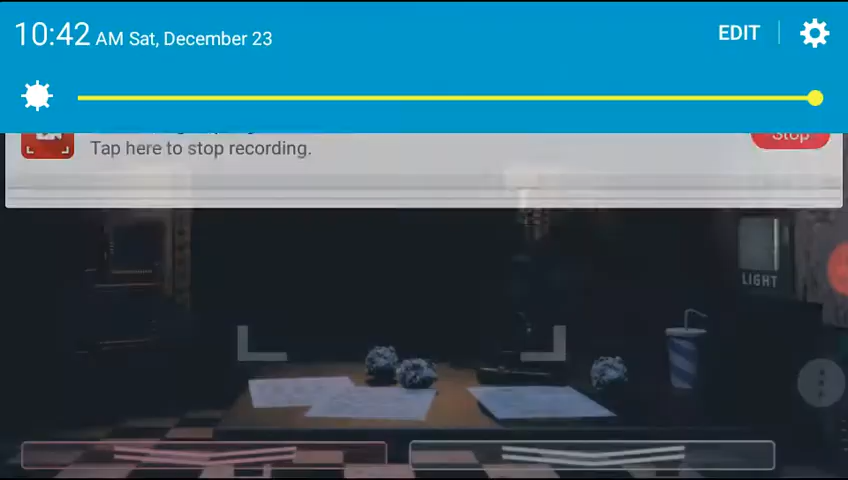 10:42 AM Sat, December 23
EDIT
Tap here to stop recording.
Stop
LIGHT